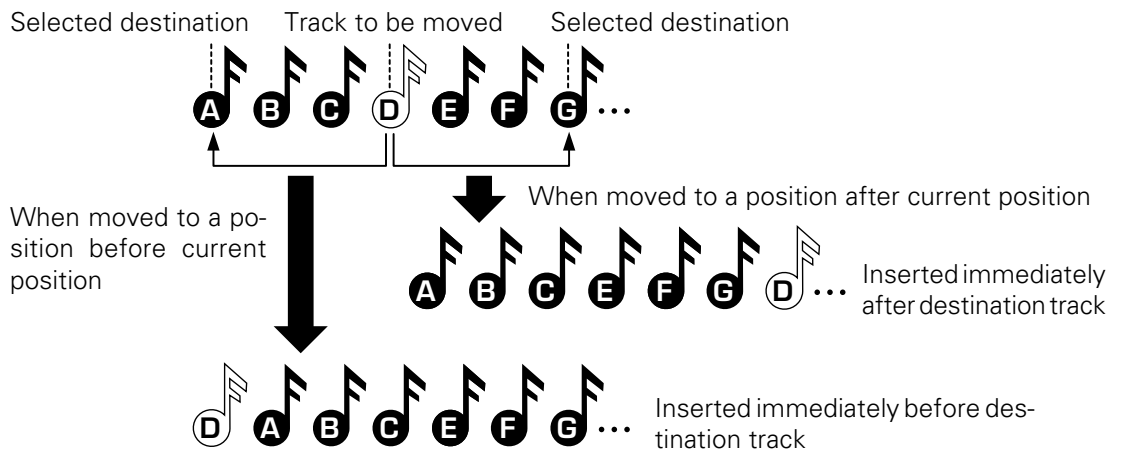 Selected destination Track to be moved Selected destination
A B C D E F G ...
When moved to a position after current position
When moved to a po-
sition before current
position
A B C E F G D ...
Inserted immediately
after destination track
D A B C E F G ...
Inserted immediately before des-
tination track